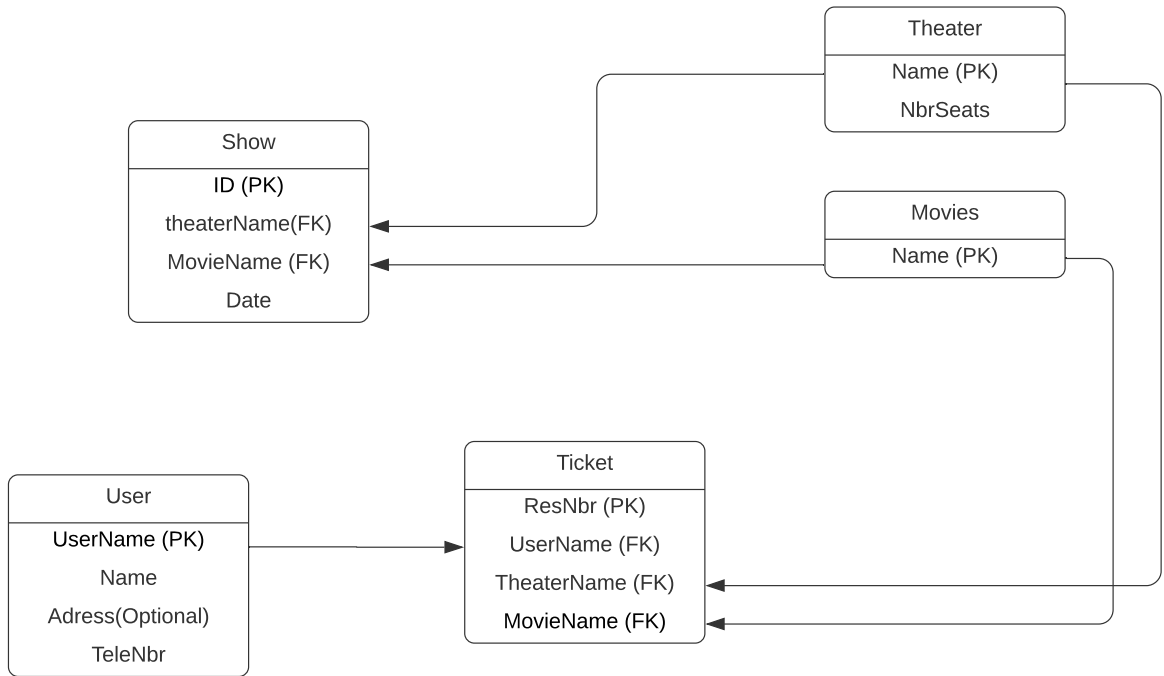 Theater
Name (PK)
NbrSeats
Show
ID (PK)
theaterName(FK)
MovieName (FK)
Date
Movies
Name (PK)
Ticket
ResNbr (PK)
UserName (FK)
TheaterName (FK)
MovieName (FK)
User
UserName (PK)
Name
Adress(Optional)
TeleNbr